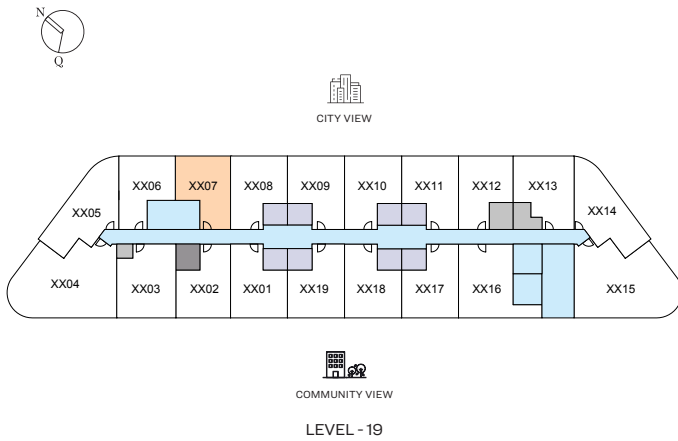 N
Q
CITY VIEW
XX06 XX07 XX08 XX09 XX10 XX11 XX12 XX13
XX05 XX14
XX04 XX03 XX02 XX01 XX19 XX18 XX17 XX16 XX15
COMMUNITY VIEW
LEVEL - 19